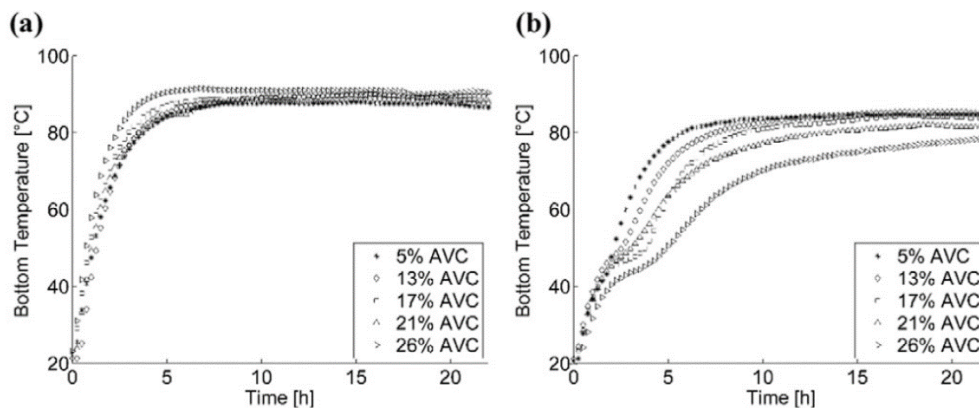 (a)
100
80
60
40
20
Bottom Temperature [°C]
5% AVC
13% AVC
17% AVC
21% AVC
26% AVC
0 5 10 15 20
Time [h]
(b)
100
80
60
40
20
Bottom Temperature [°C]
5% AVC
13% AVC
17% AVC
21% AVC
26% AVC
0 5 10 15 20
Time [h]